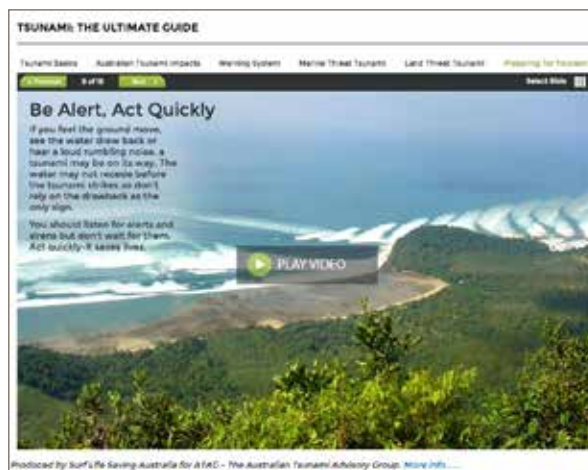 TSUNAMI: THE ULTIMATE GUIDE
Tsunami Basics Australian Tsunami Impacts Warning System Marine Threat Tsunami Land Threat Tsunami Preparing for Tsunami
Previous Next Select Slide
Be Alert, Act Quickly
If you feel the ground move,
see the water draw back or
hear a loud rumbling noise, a
tsunami may be on its way. The
water may not recede before
the tsunami strikes so don't
rely on the drawback as the
only sign.
You should listen for alerts and
sirens but don't wait for them.
Act quickly-it saves lives.
PLAY VIDEO
Produced by Surf Life Saving Australia for ATAG - The Australian Tsunami Advisory Group. More info....